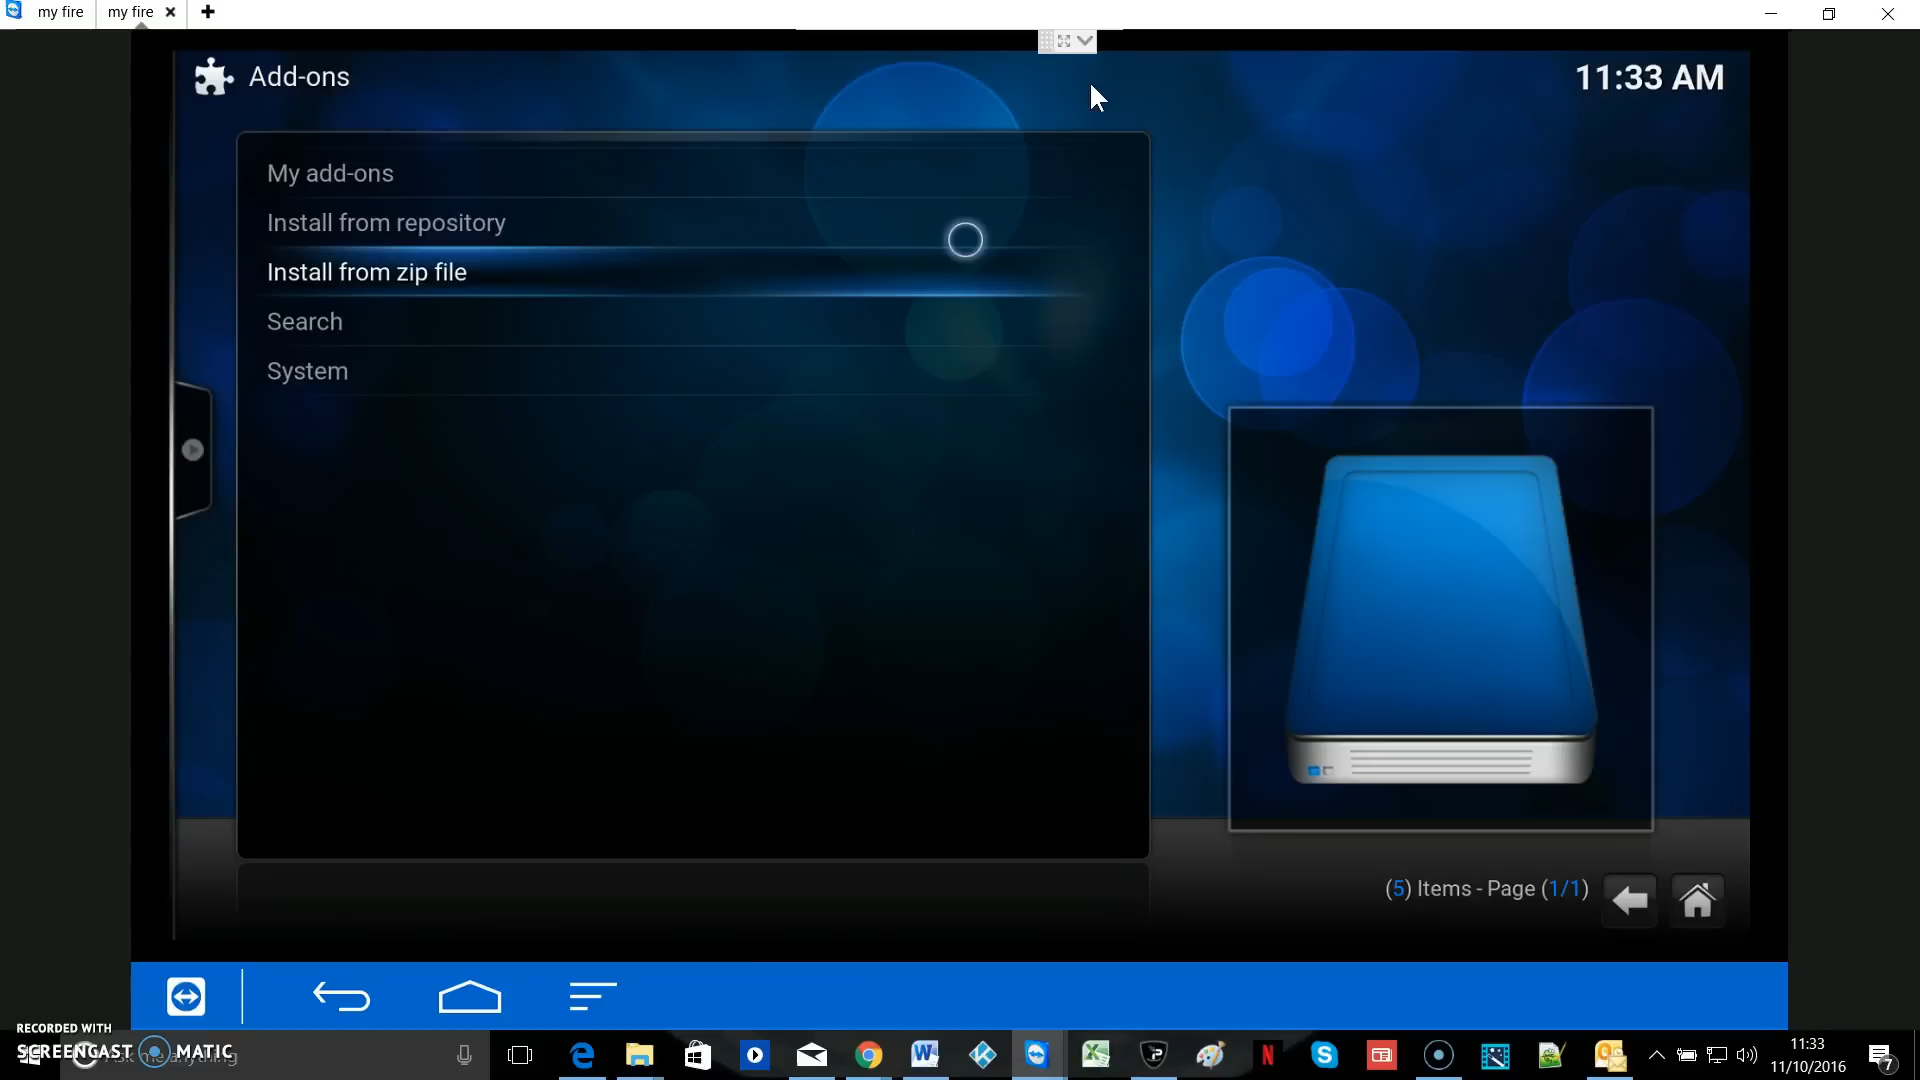 my fire
my fire
Add-ons
11:33 AM
My add-ons
Install from repository
Install from zip file
Search
System
(5) Items - Page (1/1)
RECORDED WITH
SCREENCAST MATIC
11:33
11/10/2016
7